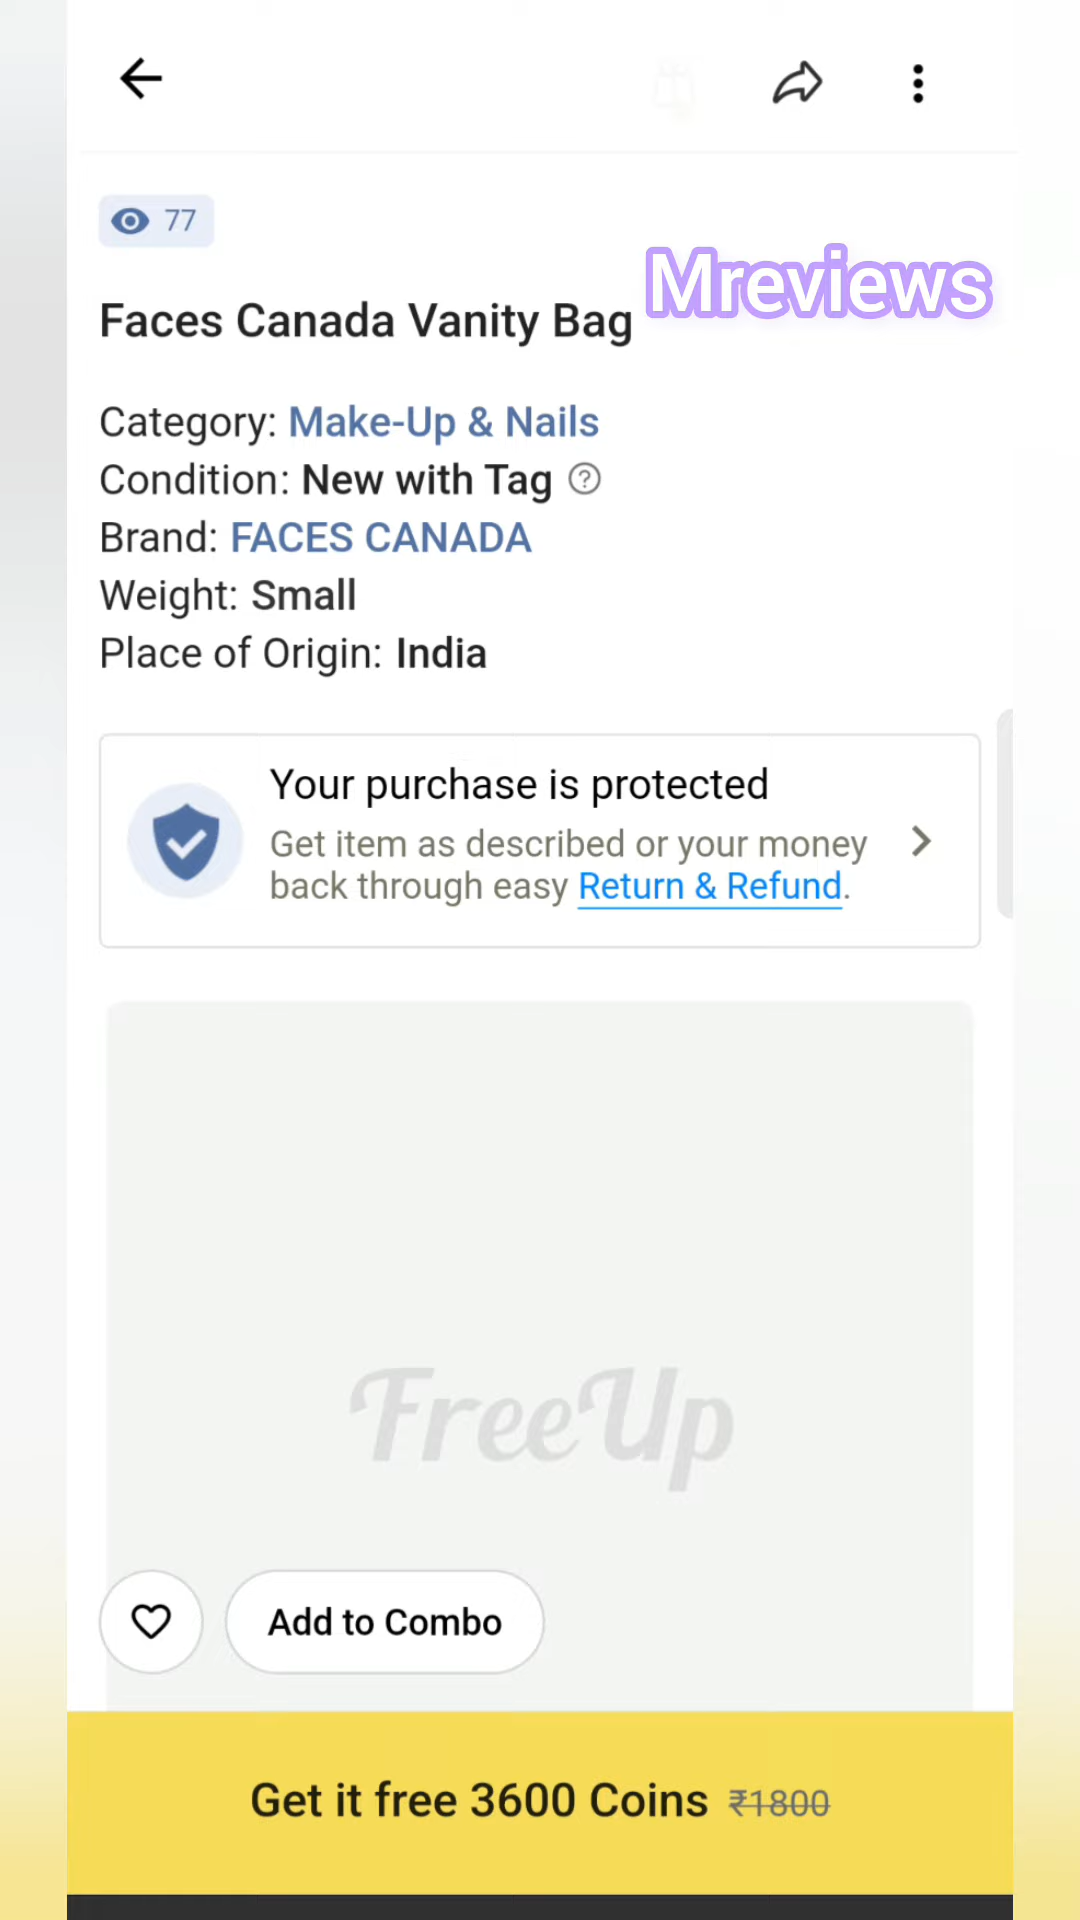 77
Mreviews
Faces Canada Vanity Bag
Category: Make-Up & Nails
Condition: New with Tag ?
Brand: FACES CANADA
Weight: Small
Place of Origin: India
Your purchase is protected
Get item as described or your money
back through easy Return & Refund.
FreeUp
Add to Combo
Get it free 3600 Coins ₹1800